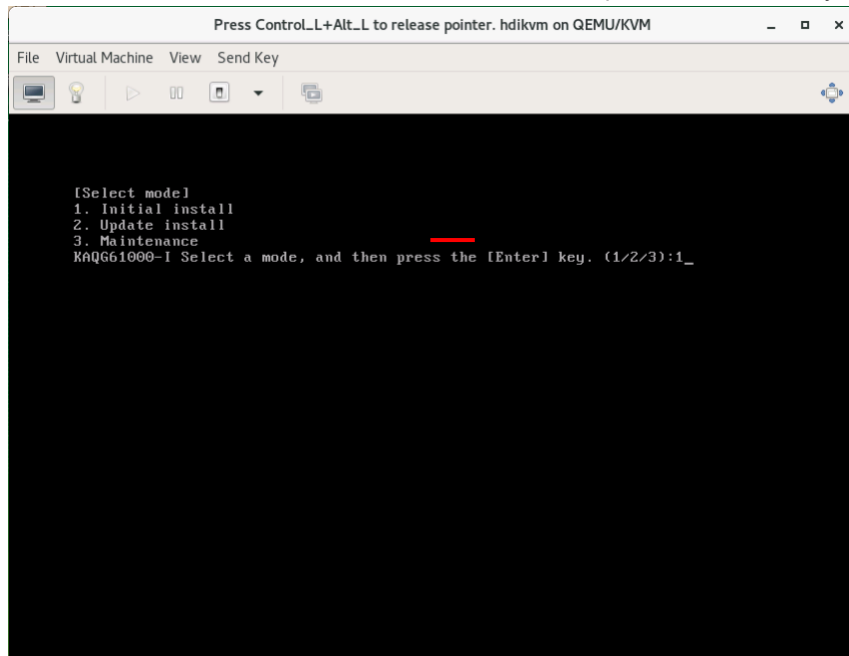 Press Control_L+Alt_L to release pointer. hdikvm on QEMU/KVM
File Virtual Machine View Send Key
[Select mode]
1. Initial install
2. Update install
3. Maintenance
KAQG61000-I Select a mode, and then press the [Enter] key. (1/2/3):1_